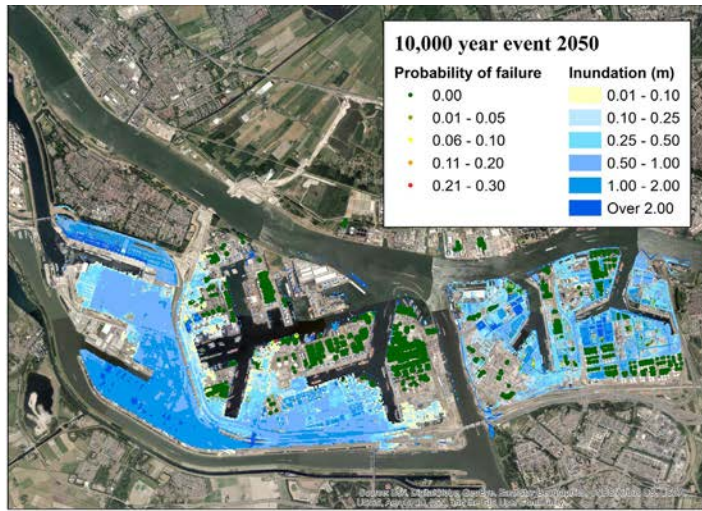 10,000 year event 2050
Probability of failure
0.00
0.01 - 0.05
0.06 - 0.10
0.11 - 0.20
0.21 - 0.30
Inundation (m)
0.01 - 0.10
0.10 - 0.25
0.25 - 0.50
0.50 - 1.00
1.00 - 2.00
Over 2.00